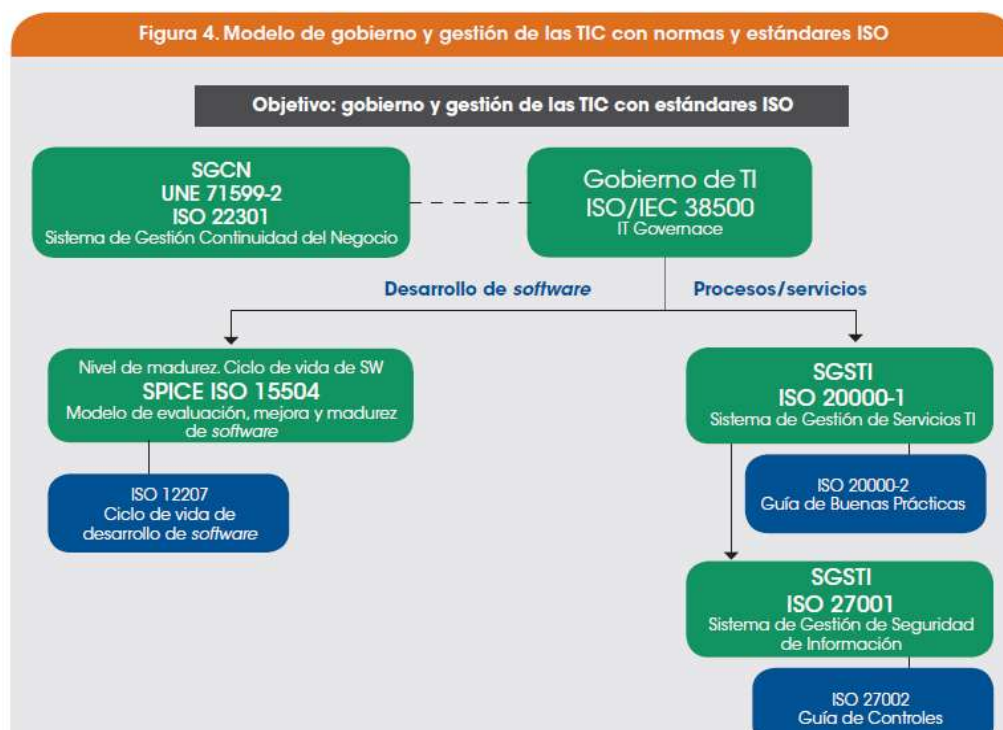 Figura 4. Modelo de gobierno y gestión de las TIC con normas y estándares ISO
Objetivo: gobierno y gestión de las TIC con estándares ISO
SGCN
UNE 71599-2
ISO 22301
Sistema de Gestión Continuidad del Negocio
Gobierno de TI
ISO/IEC 38500
IT Governace
Desarrollo de software
Procesos/servicios
Nivel de madurez. Ciclo de vida de SW
SPICE ISO 15504
Modelo de evaluación, mejora y madurez
de software
ISO 12207
Ciclo de vida de
desarrollo de software
SGSTI
ISO 20000-1
Sistema de Gestión de Servicios TI
ISO 20000-2
Guía de Buenas Prácticas
SGSTI
ISO 27001
Sistema de Gestión de Seguridad
de Información
ISO 27002
Guía de Controles